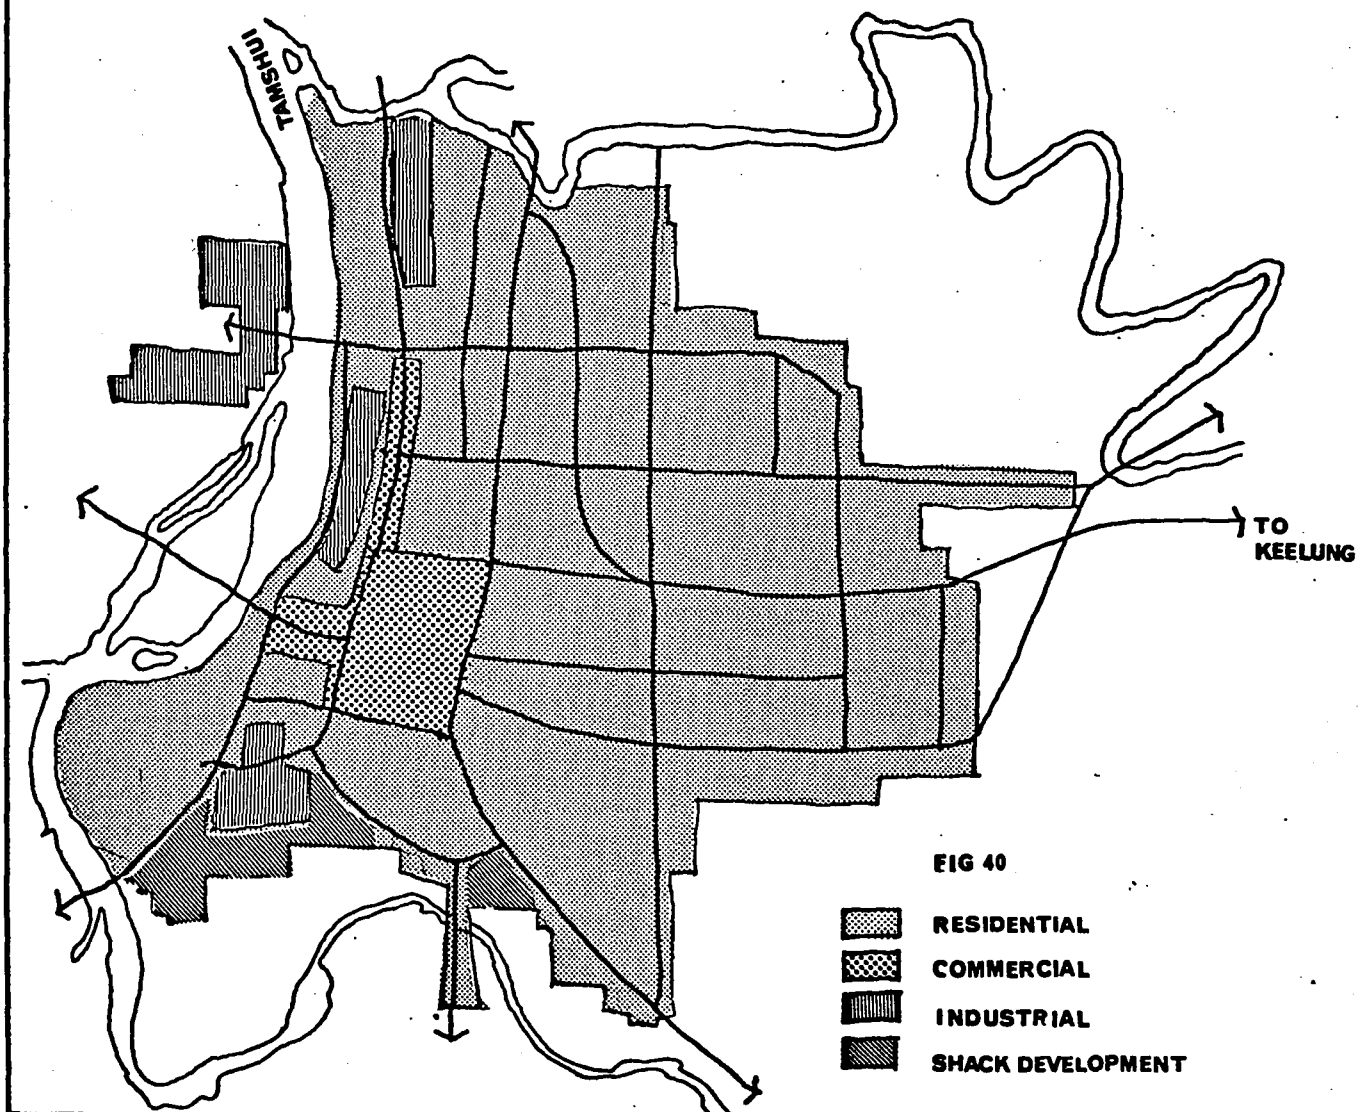 TAMSHUI
TO
KEELUNG
FIG 40
RESIDENTIAL
COMMERCIAL
INDUSTRIAL
SHACK DEVELOPMENT